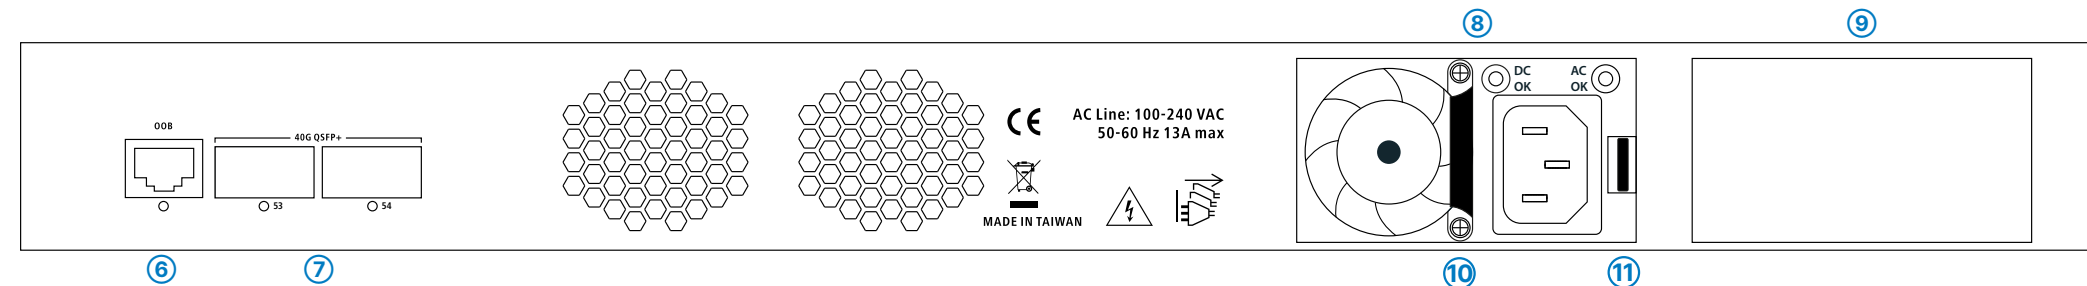 ⑧ ⑨
DC AC
OK OK
OOB
40G QSFP+
53 54
CE
AC Line: 100-240 VAC
50-60 Hz 13A max
MADE IN TAIWAN
⑥ ⑦ ⑩ ⑪